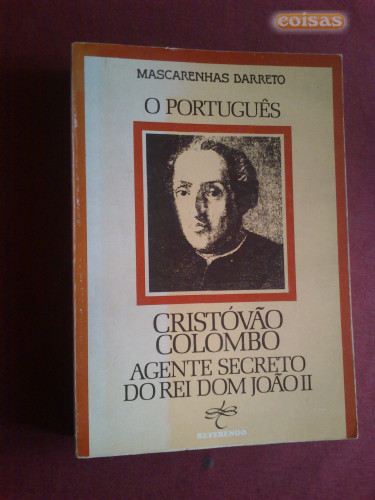 coisas
MASCARENHAS BARRETO
O PORTUGUÊS
CRISTÓVÃO
COLOMBO
AGENTE SECRETO
DO REI DOM JOÃO II
REFERENDO